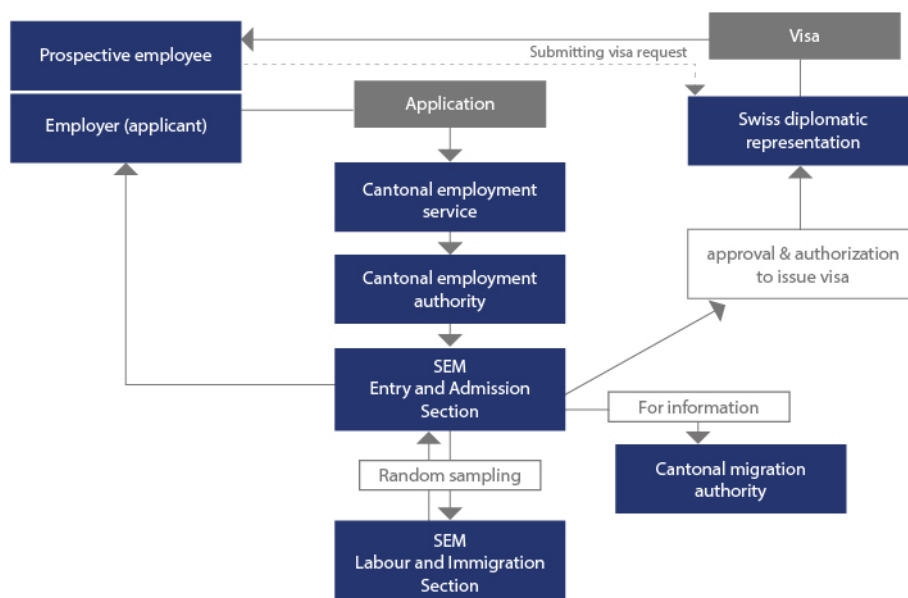 Prospective employee
Visa
Submitting visa request
Employer (applicant)
Application
Swiss diplomatic
representation
Cantonal employment
service
approval & authorization
to issue visa
Cantonal employment
authority
SEM
Entry and Admission
Section
For information
Random sampling
Cantonal migration
authority
SEM
Labour and Immigration
Section